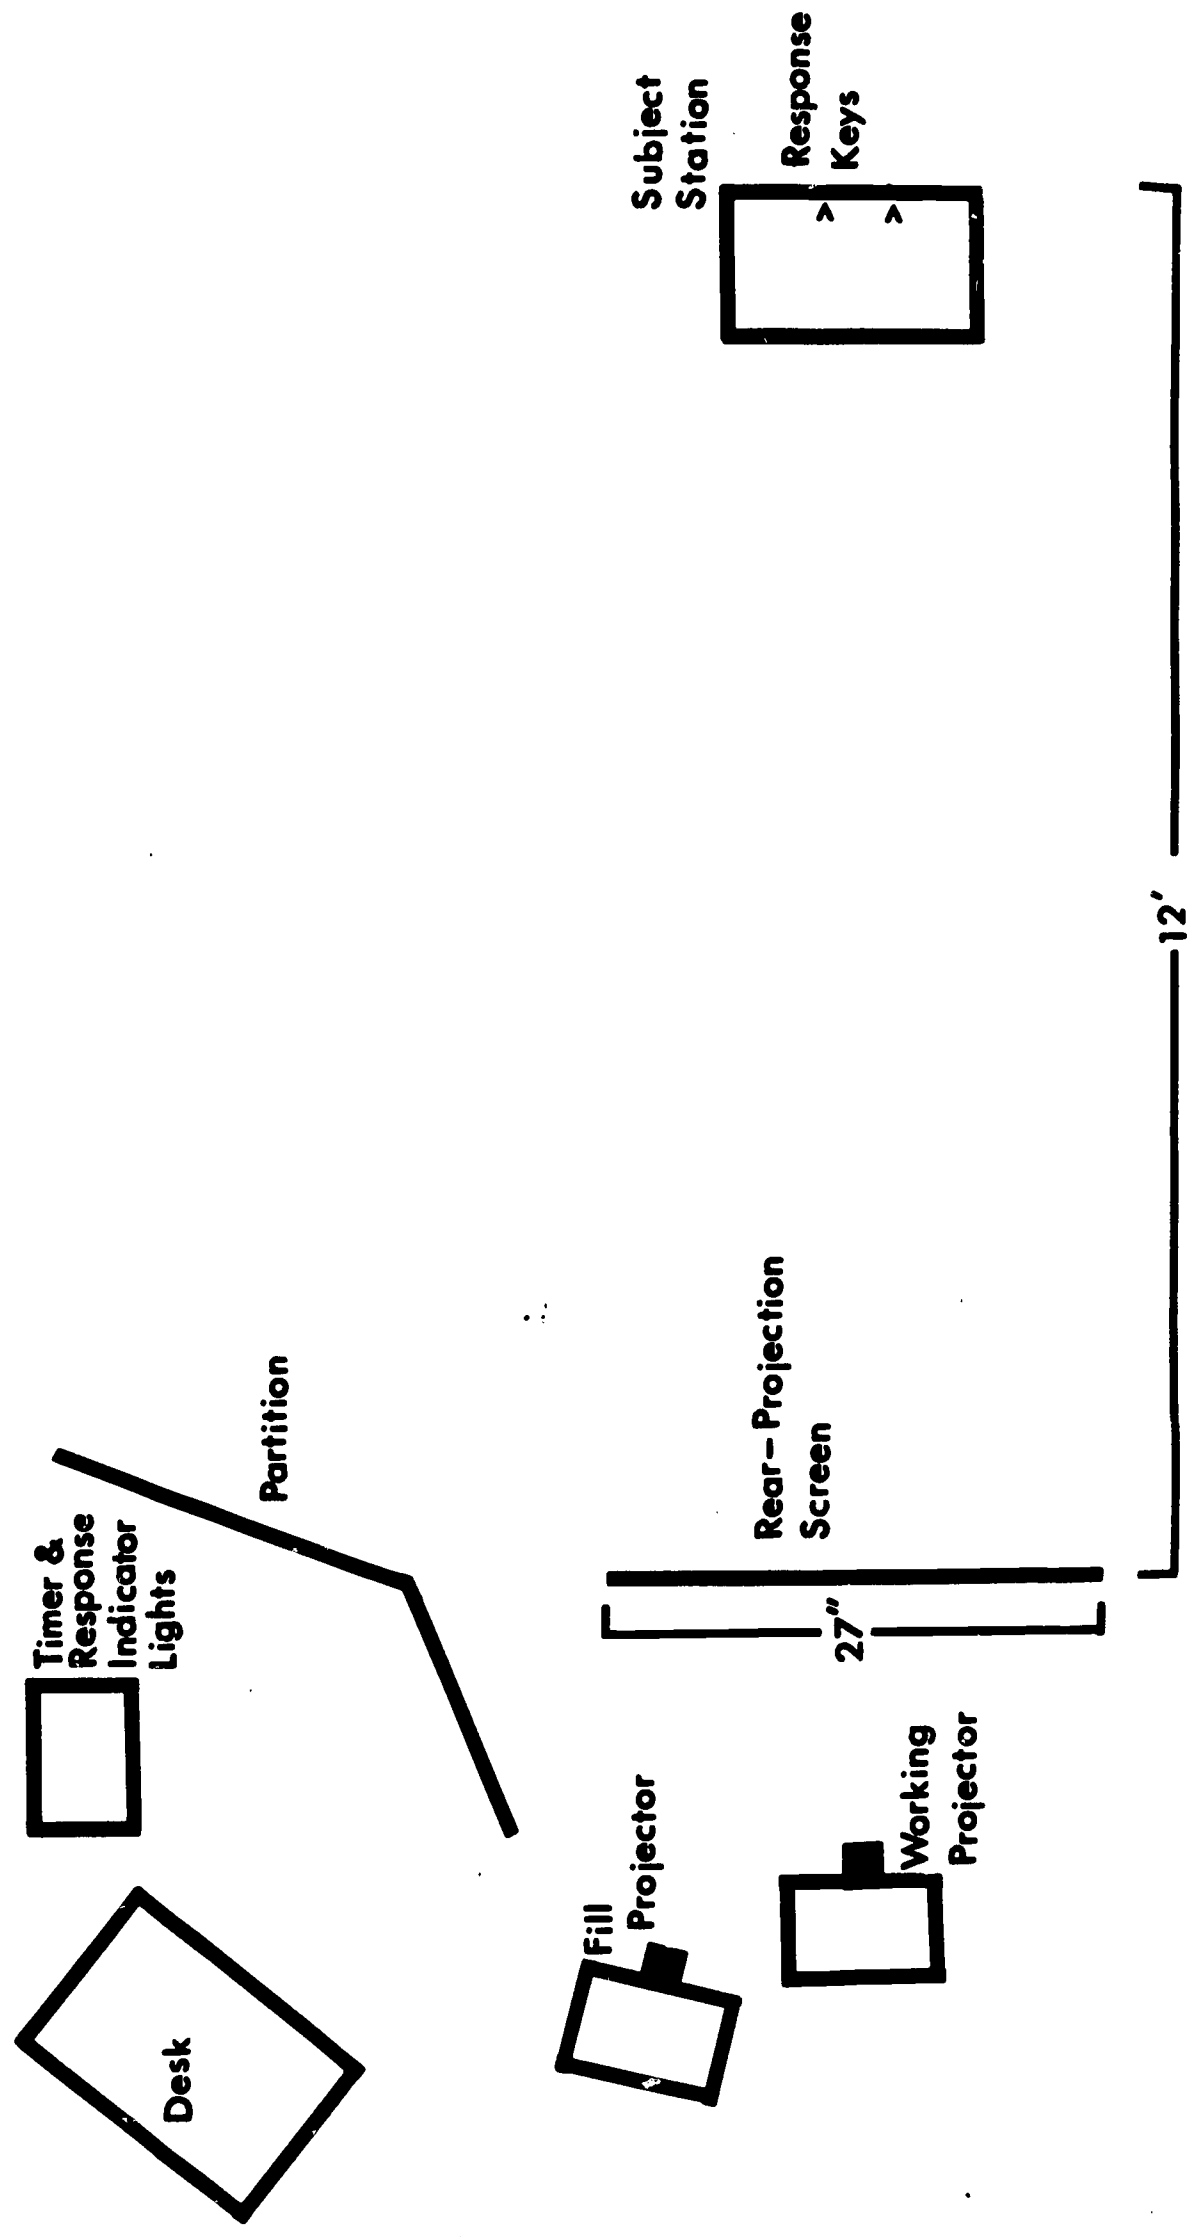 Desk
Timer &
Response
Indicator
Lights
Partition
Fill
Projector
Working
Projector
27"
Rear-Projection
Screen
12'
Subject
Station
Response
Keys